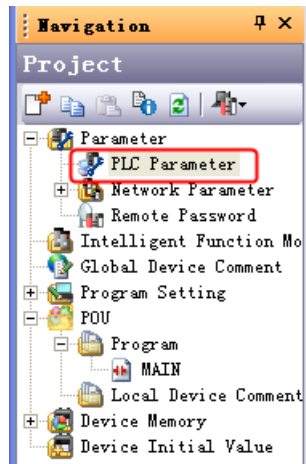 Navigation
Project
Parameter
PLC Parameter
Network Parameter
Remote Password
Intelligent Function Mo
Global Device Comment
Program Setting
POU
Program
MAIN
Local Device Comment
Device Memory
Device Initial Value